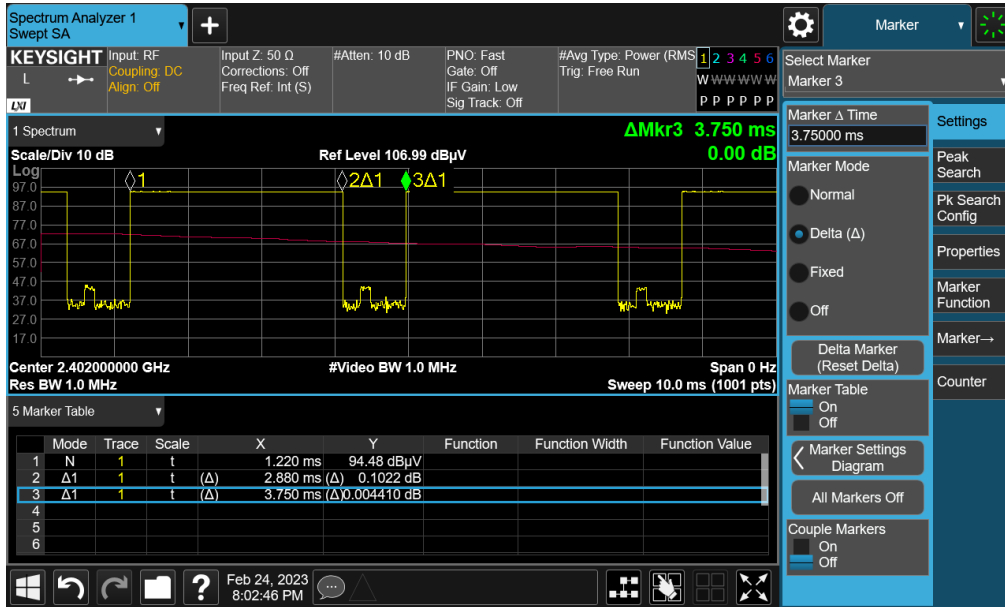 Spectrum Analyzer 1
Swept SA
+
Marker
KEYSIGHT
L
LXI
Input: RF
Coupling: DC
Align: Off
Input Z: 50 Ω
Corrections: Off
Freq Ref: Int (S)
#Atten: 10 dB
PNO: Fast
Gate: Off
IF Gain: Low
Sig Track: Off
#Avg Type: Power (RMS
Trig: Free Run
1 2 3 4 5 6
W W W W W W
P P P P P P
Select Marker
Marker 3
1 Spectrum
ΔMkr3 3.750 ms
0.00 dB
Scale/Div 10 dB
Ref Level 106.99 dBµV
Log
97.0
87.0
77.0
67.0
57.0
47.0
37.0
27.0
17.0
1
2Δ1
3Δ1
Center 2.402000000 GHz
#Video BW 1.0 MHz
Span 0 Hz
Res BW 1.0 MHz
Sweep 10.0 ms (1001 pts)
5 Marker Table
Mode Trace Scale X Y Function Function Width Function Value
1 N 1 t 1.220 ms 94.48 dBµV
2 Δ1 1 t (Δ) 2.880 ms (Δ) 0.1022 dB
3 Δ1 1 t (Δ) 3.750 ms (Δ)0.004410 dB
4
5
6
Marker Δ Time
3.75000 ms
Marker Mode
Normal
Delta (Δ)
Fixed
Off
Delta Marker
(Reset Delta)
Marker Table
On
Off
Marker Settings
Diagram
All Markers Off
Couple Markers
On
Off
Settings
Peak
Search
Pk Search
Config
Properties
Marker
Function
Marker→
Counter
?
Feb 24, 2023
8:02:46 PM